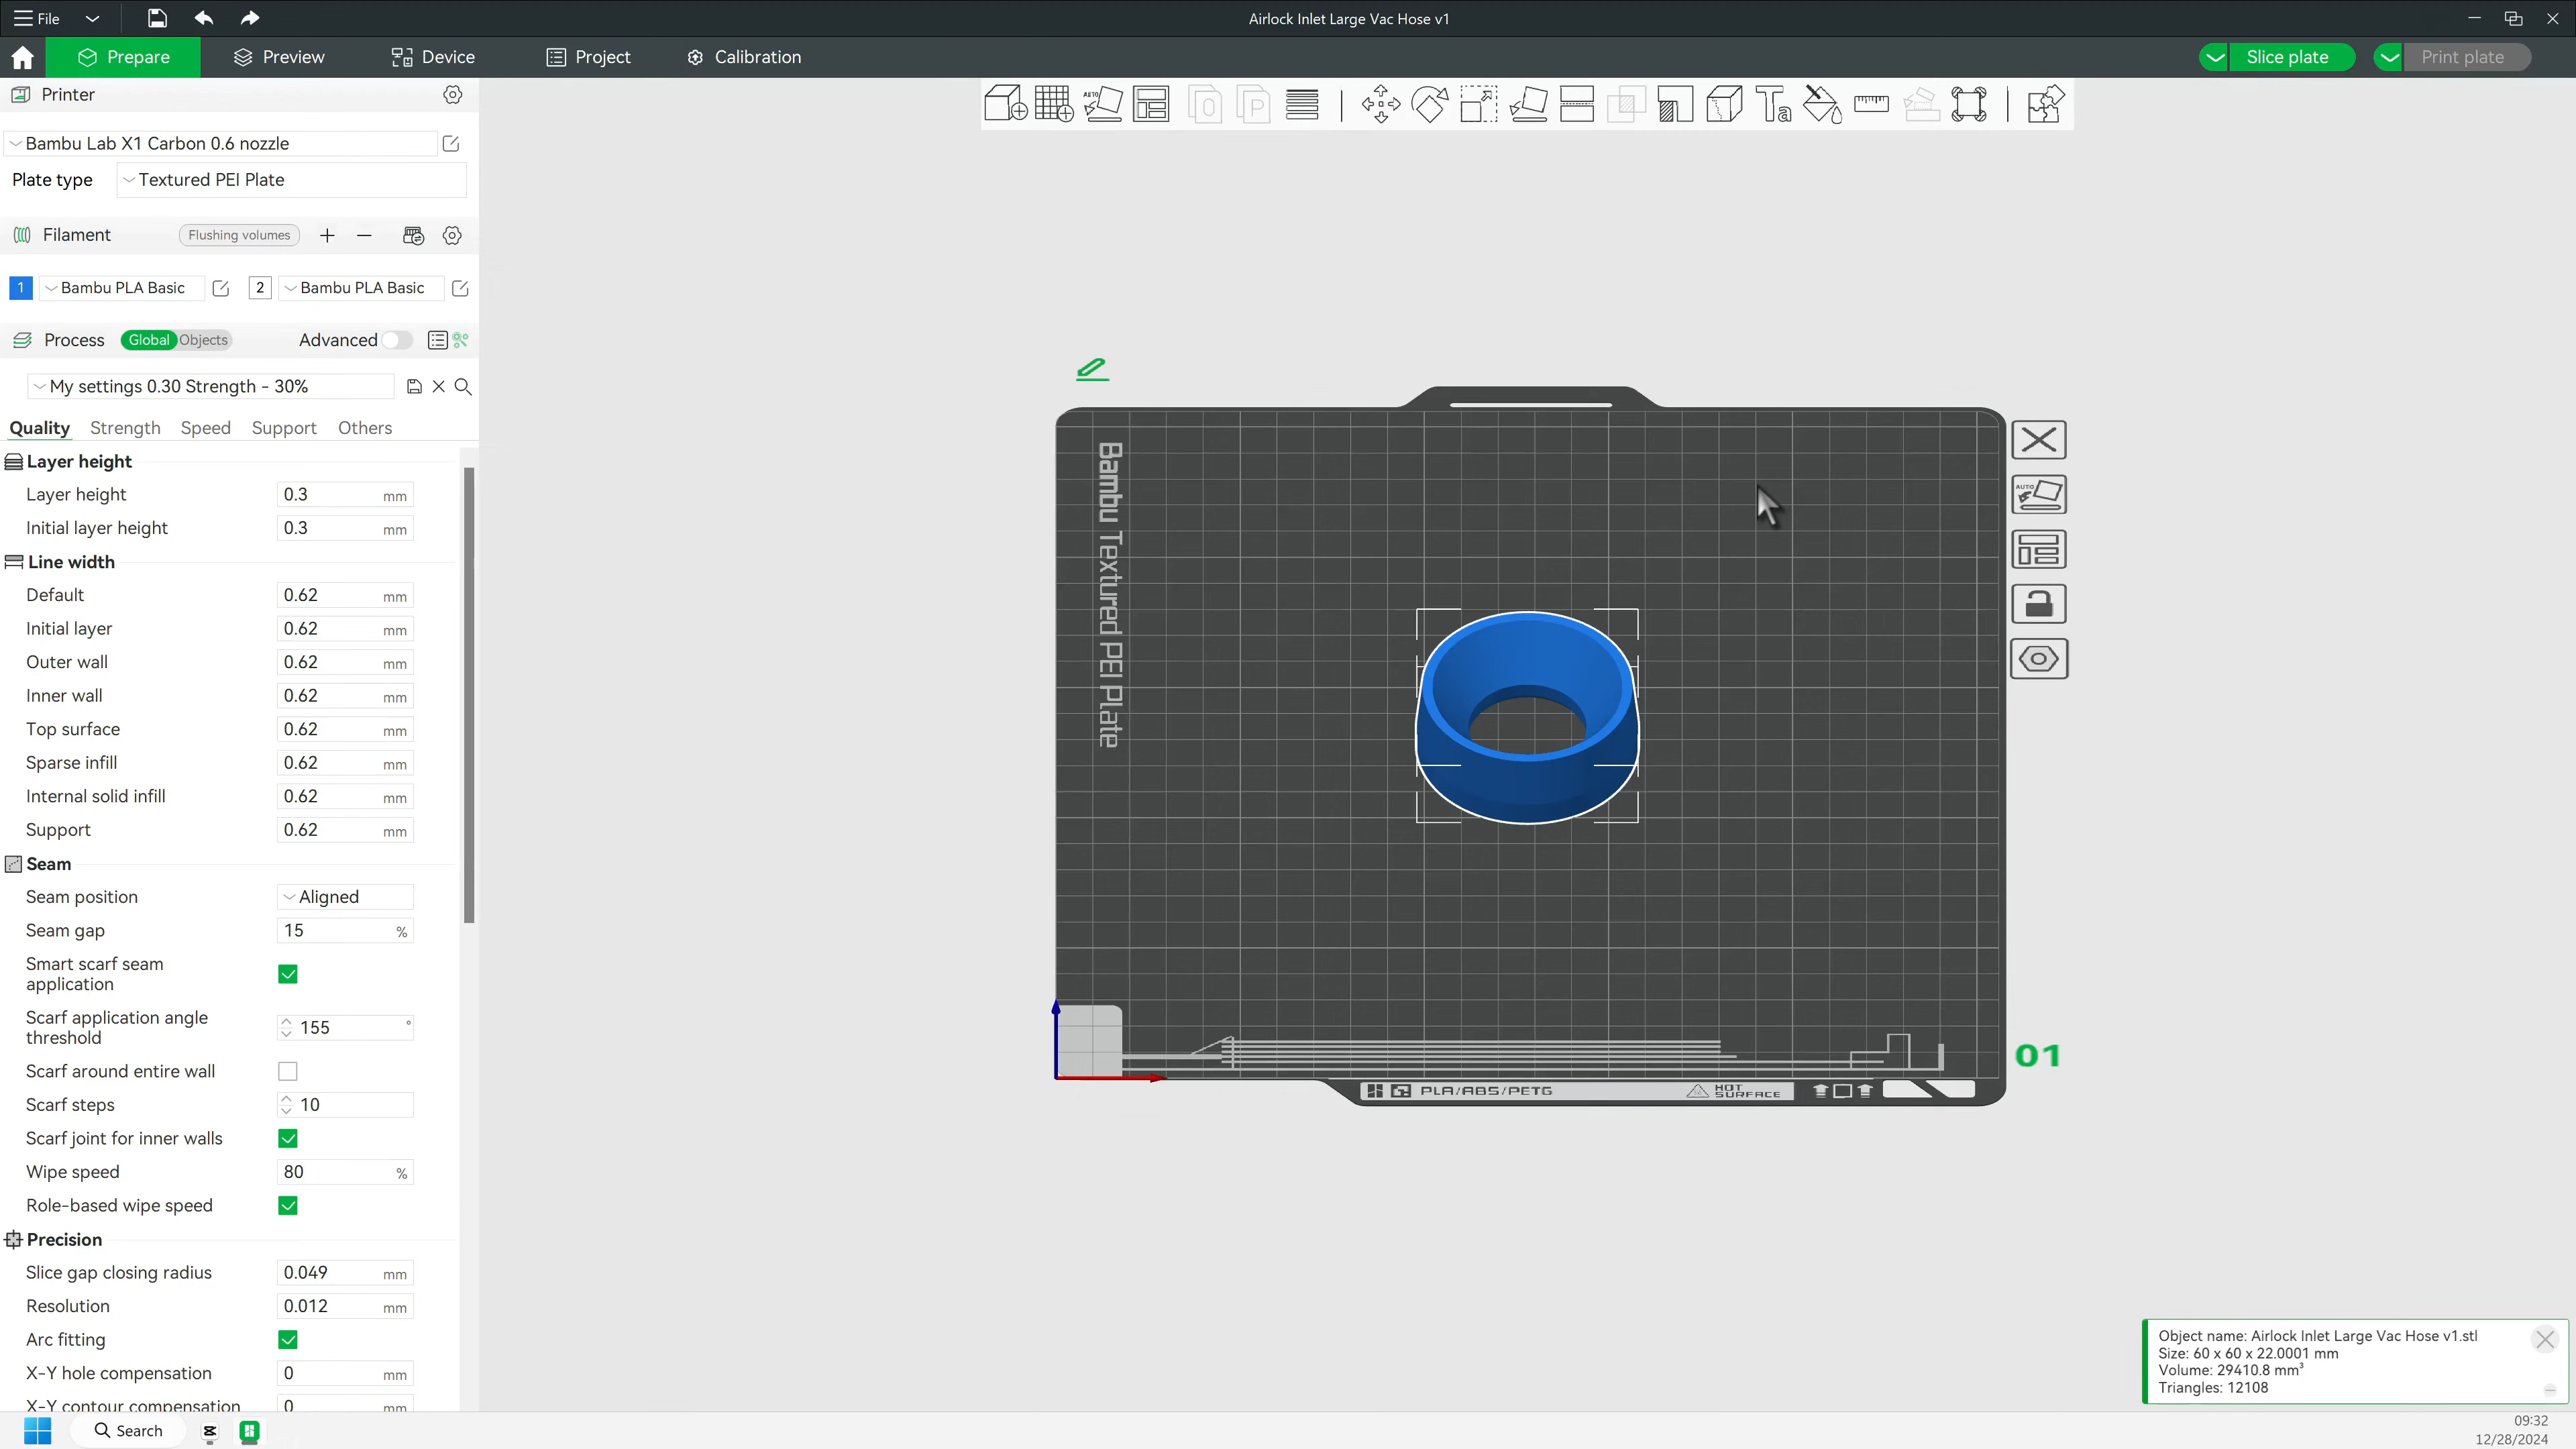 File
Airlock Inlet Large Vac Hose v1
Prepare
Preview
Device
Project
Calibration
Slice plate
Print plate
Printer
Bambu Lab X1 Carbon 0.6 nozzle
Plate type
Textured PEI Plate
Filament
Flushing volumes
1
Bambu PLA Basic
2
Bambu PLA Basic
Process
Global
Objects
Advanced
My settings 0.30 Strength - 30%
Quality
Strength
Speed
Support
Others
Layer height
Layer height 0.3 mm
Initial layer height 0.3 mm
Line width
Default 0.62 mm
Initial layer 0.62 mm
Outer wall 0.62 mm
Inner wall 0.62 mm
Top surface 0.62 mm
Sparse infill 0.62 mm
Internal solid infill 0.62 mm
Support 0.62 mm
Seam
Seam position Aligned
Seam gap 15 %
Smart scarf seam
application
Scarf application angle
threshold 155 °
Scarf around entire wall
Scarf steps 10
Scarf joint for inner walls
Wipe speed 80 %
Role-based wipe speed
Precision
Slice gap closing radius 0.049 mm
Resolution 0.012 mm
Arc fitting
X-Y hole compensation 0 mm
X-Y contour compensation 0 mm
AUTO
O
P
Ta
Bambu Textured PEI Plate
AUTO
PLA/ABS/PETG
HOT
SURFACE
01
Object name: Airlock Inlet Large Vac Hose v1.stl
Size: 60 x 60 x 22.0001 mm
Volume: 29410.8 mm³
Triangles: 12108
Search
09:32
12/28/2024